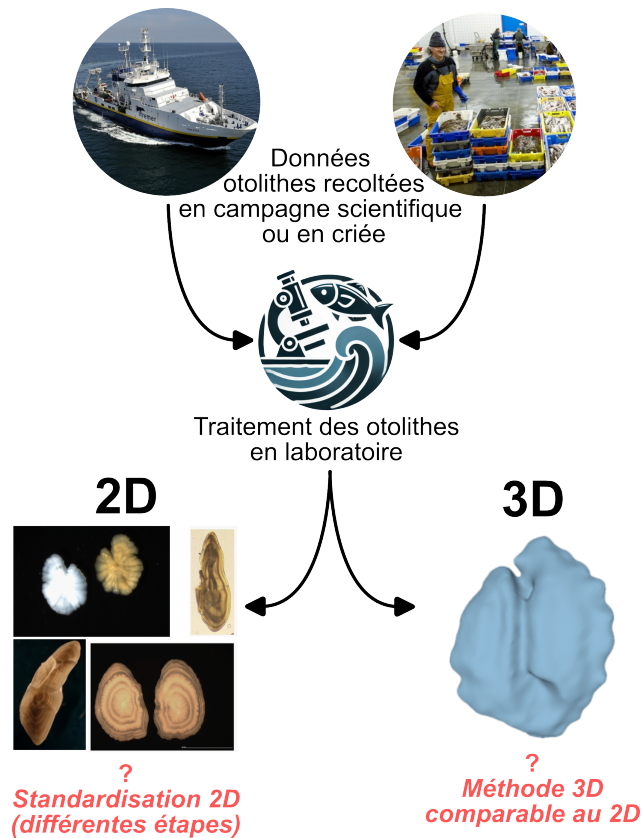 Données
otolithes recoltées
en campagne scientifique
ou en criée
Traitement des otolithes
en laboratoire
2D
3D
?
Standardisation 2D
(différentes étapes)
?
Méthode 3D
comparable au 2D